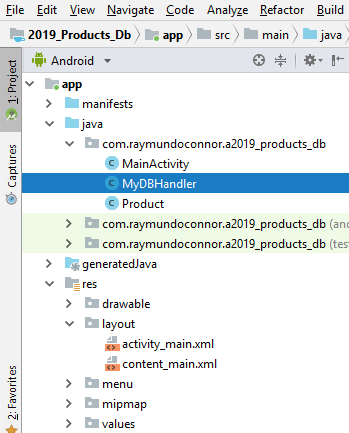 File Edit View Navigate Code Analyze Refactor Build
2019_Products_Db app src main java
Android
1: Project
Captures
2: Favorites
app
manifests
java
com.raymundoconnor.a2019_products_db
MainActivity
MyDBHandler
Product
com.raymundoconnor.a2019_products_db (and
com.raymundoconnor.a2019_products_db (tes
generatedJava
res
drawable
layout
activity_main.xml
content_main.xml
menu
mipmap
values